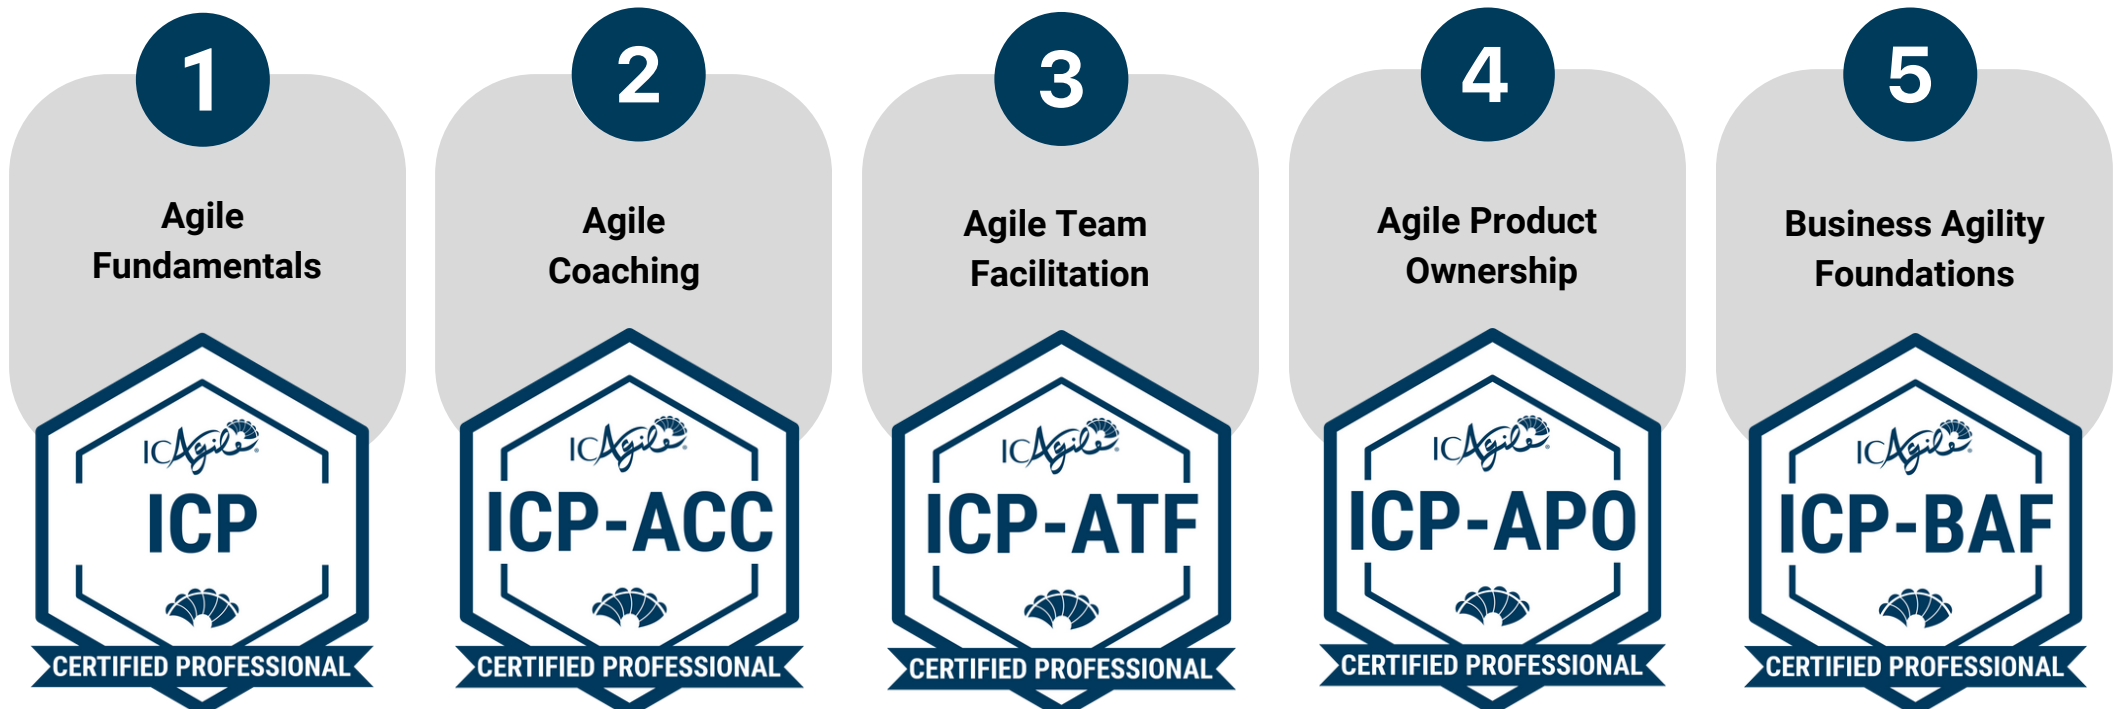 1
Agile
Fundamentals
ICAgile
ICP
CERTIFIED PROFESSIONAL
2
Agile
Coaching
ICAgile
ICP-ACC
CERTIFIED PROFESSIONAL
3
Agile Team
Facilitation
ICAgile
ICP-ATF
CERTIFIED PROFESSIONAL
4
Agile Product
Ownership
ICAgile
ICP-APO
CERTIFIED PROFESSIONAL
5
Business Agility
Foundations
ICAgile
ICP-BAF
CERTIFIED PROFESSIONAL